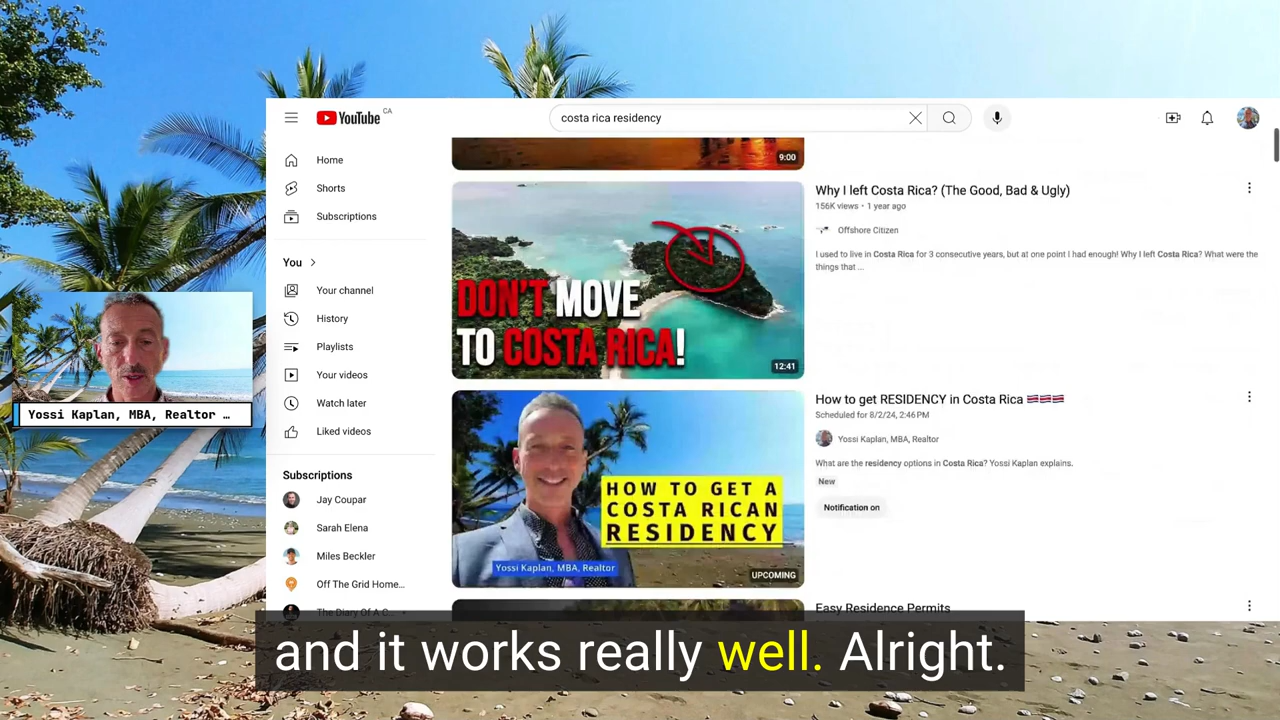 YouTube CA
costa rica residency
Home
Shorts
Subscriptions
You
Your channel
History
Playlists
Your videos
Watch later
Liked videos
Subscriptions
Jay Coupar
Sarah Elena
Miles Beckler
Off The Grid Home...
The Diary Of A C...
9:00
DON'T MOVE
TO COSTA RICA!
12:41
Why I left Costa Rica? (The Good, Bad & Ugly)
156K views • 1 year ago
Offshore Citizen
I used to live in Costa Rica for 3 consecutive years, but at one point I had enough! Why I left Costa Rica? What were the
things that ...
HOW TO GET A
COSTA RICAN
RESIDENCY
Yossi Kaplan, MBA, Realtor
UPCOMING
How to get RESIDENCY in Costa Rica
Scheduled for 8/2/24, 2:46 PM
Yossi Kaplan, MBA, Realtor
What are the residency options in Costa Rica? Yossi Kaplan explains.
New
Notification on
Easy Residence Permits
Yossi Kaplan, MBA, Realtor …
and it works really well. Alright.